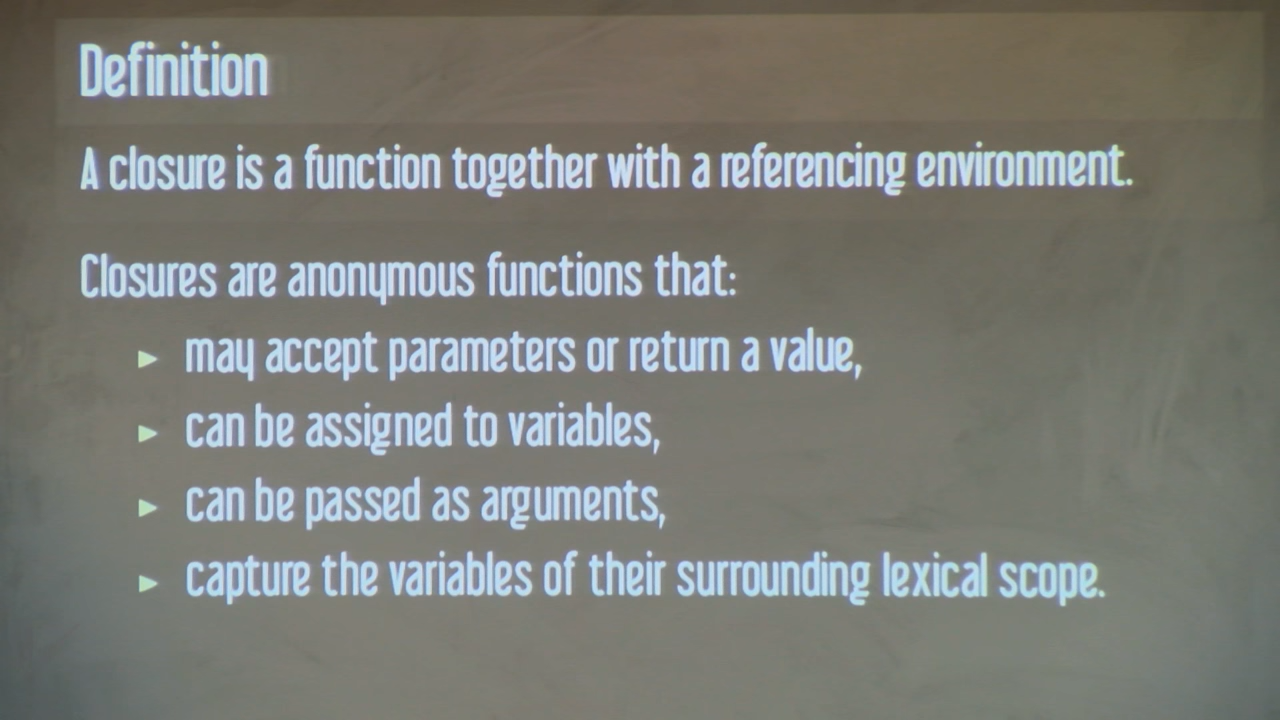 Definition
A closure is a function together with a referencing environment.
Closures are anonymous functions that:
▸ may accept parameters or return a value,
▸ can be assigned to variables,
▸ can be passed as arguments,
▸ capture the variables of their surrounding lexical scope.